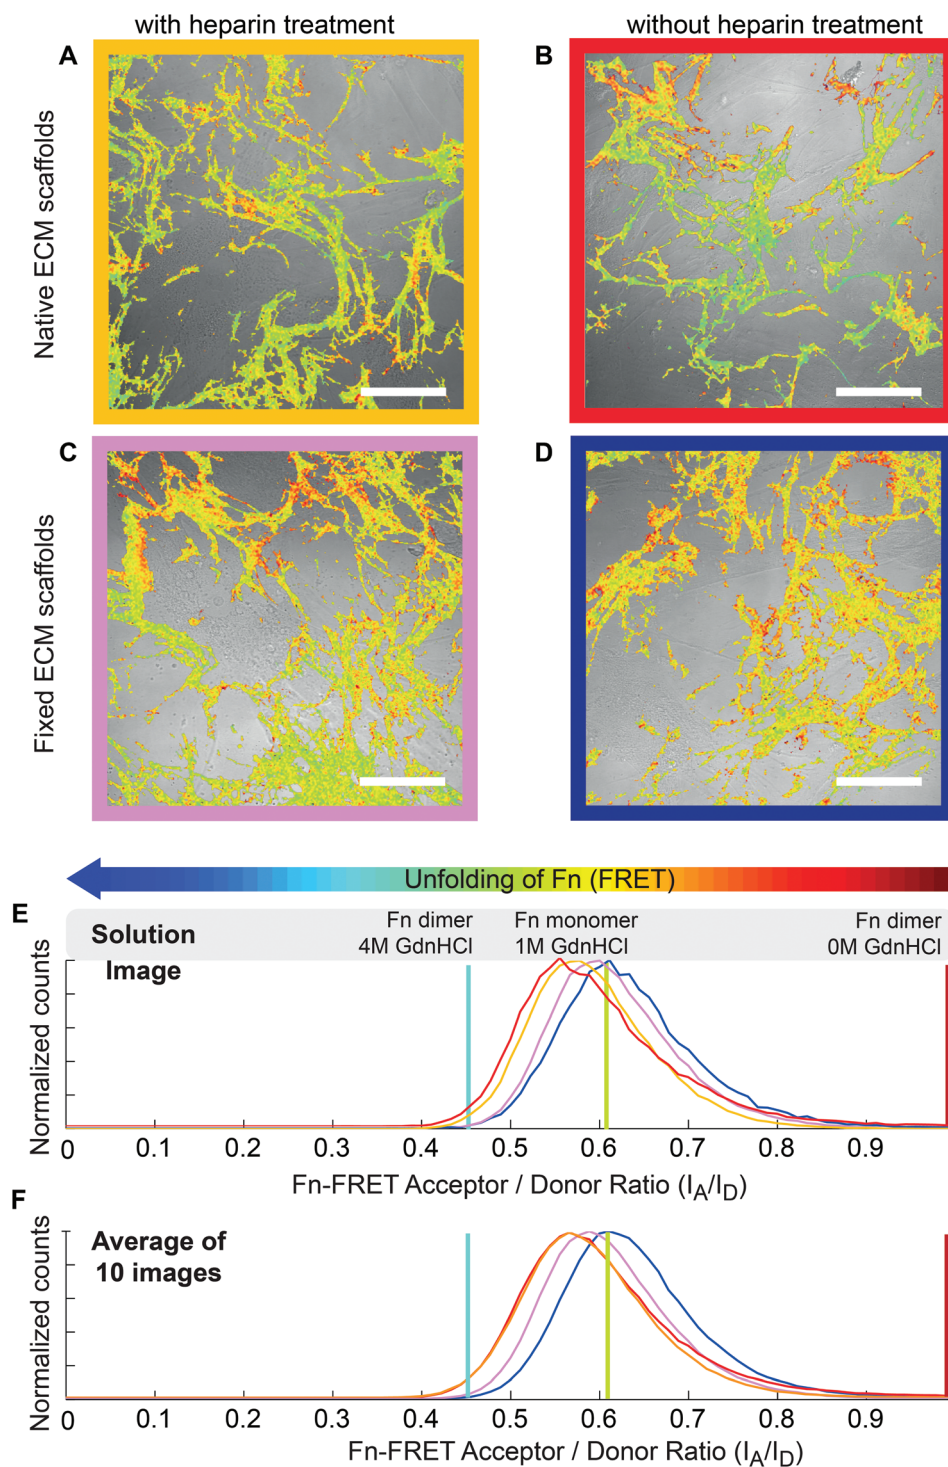 with heparin treatment
without heparin treatment
A
B
Native ECM scaffolds
C
D
Fixed ECM scaffolds
Unfolding of Fn (FRET)
E
Solution
Fn dimer
4M GdnHCl
Fn monomer
1M GdnHCl
Fn dimer
0M GdnHCl
Image
Normalized counts
0 0.1 0.2 0.3 0.4 0.5 0.6 0.7 0.8 0.9
Fn-FRET Acceptor / Donor Ratio (I_A/I_D)
F
Average of
10 images
Normalized counts
0 0.1 0.2 0.3 0.4 0.5 0.6 0.7 0.8 0.9
Fn-FRET Acceptor / Donor Ratio (I_A/I_D)